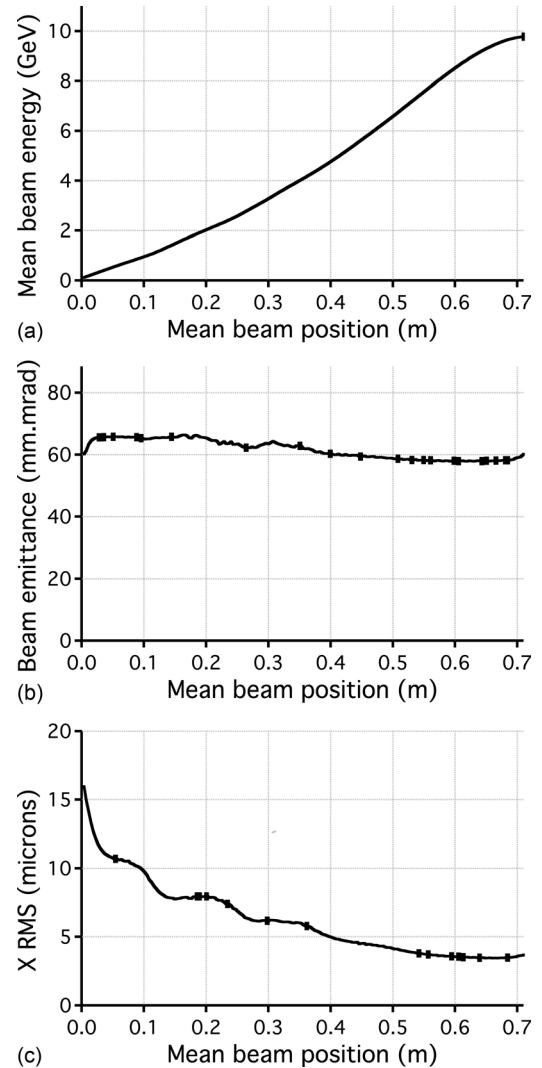 10
8
6
4
2
0
Mean beam energy (GeV)
0.0 0.1 0.2 0.3 0.4 0.5 0.6 0.7
Mean beam position (m)
(a)
80
60
40
20
0
Beam emittance (mm.mrad)
0.0 0.1 0.2 0.3 0.4 0.5 0.6 0.7
Mean beam position (m)
(b)
20
15
10
5
0
X RMS (microns)
0.0 0.1 0.2 0.3 0.4 0.5 0.6 0.7
Mean beam position (m)
(c)